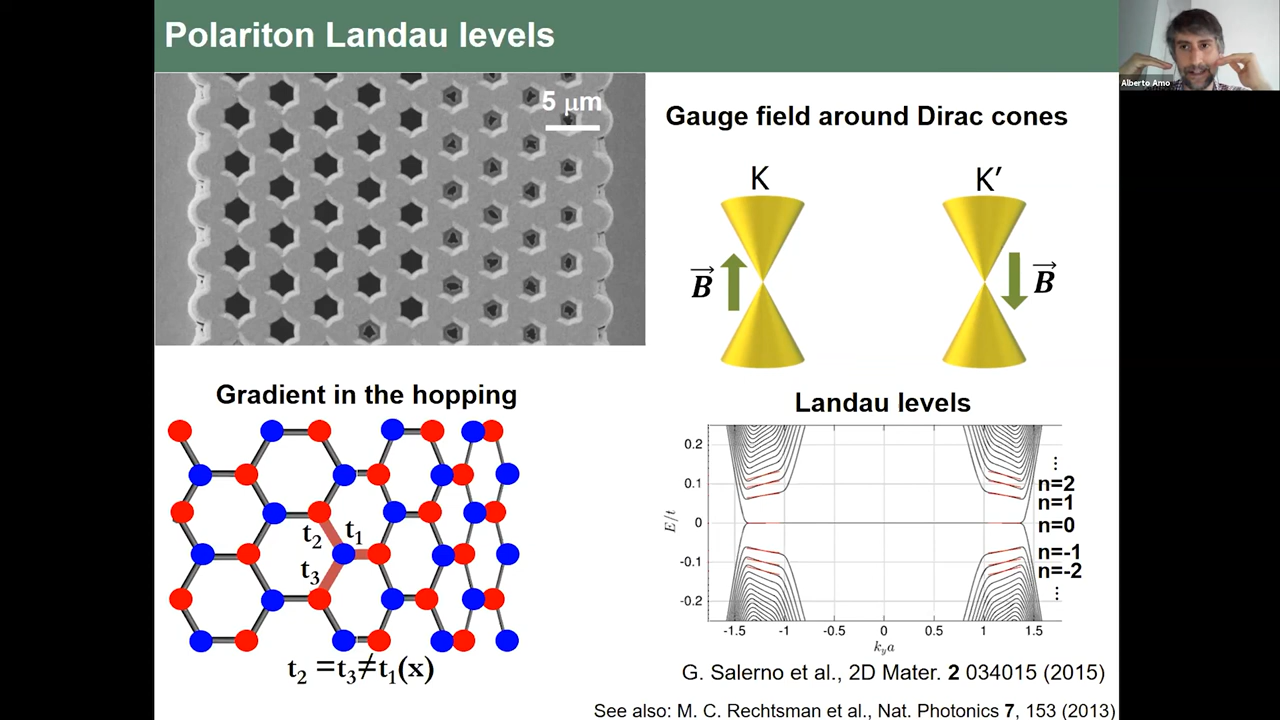 Polariton Landau levels
Alberto Amo
5 μm
Gauge field around Dirac cones
K
K′
B
B
Gradient in the hopping
t2
t1
t3
t2 =t3≠t1(x)
Landau levels
E/t
0.2
0.1
0
-0.1
-0.2
⋮
n=2
n=1
n=0
n=-1
n=-2
⋮
-1.5 -1 -0.5 0 0.5 1 1.5
kya
G. Salerno et al., 2D Mater. 2 034015 (2015)
See also: M. C. Rechtsman et al., Nat. Photonics 7, 153 (2013)